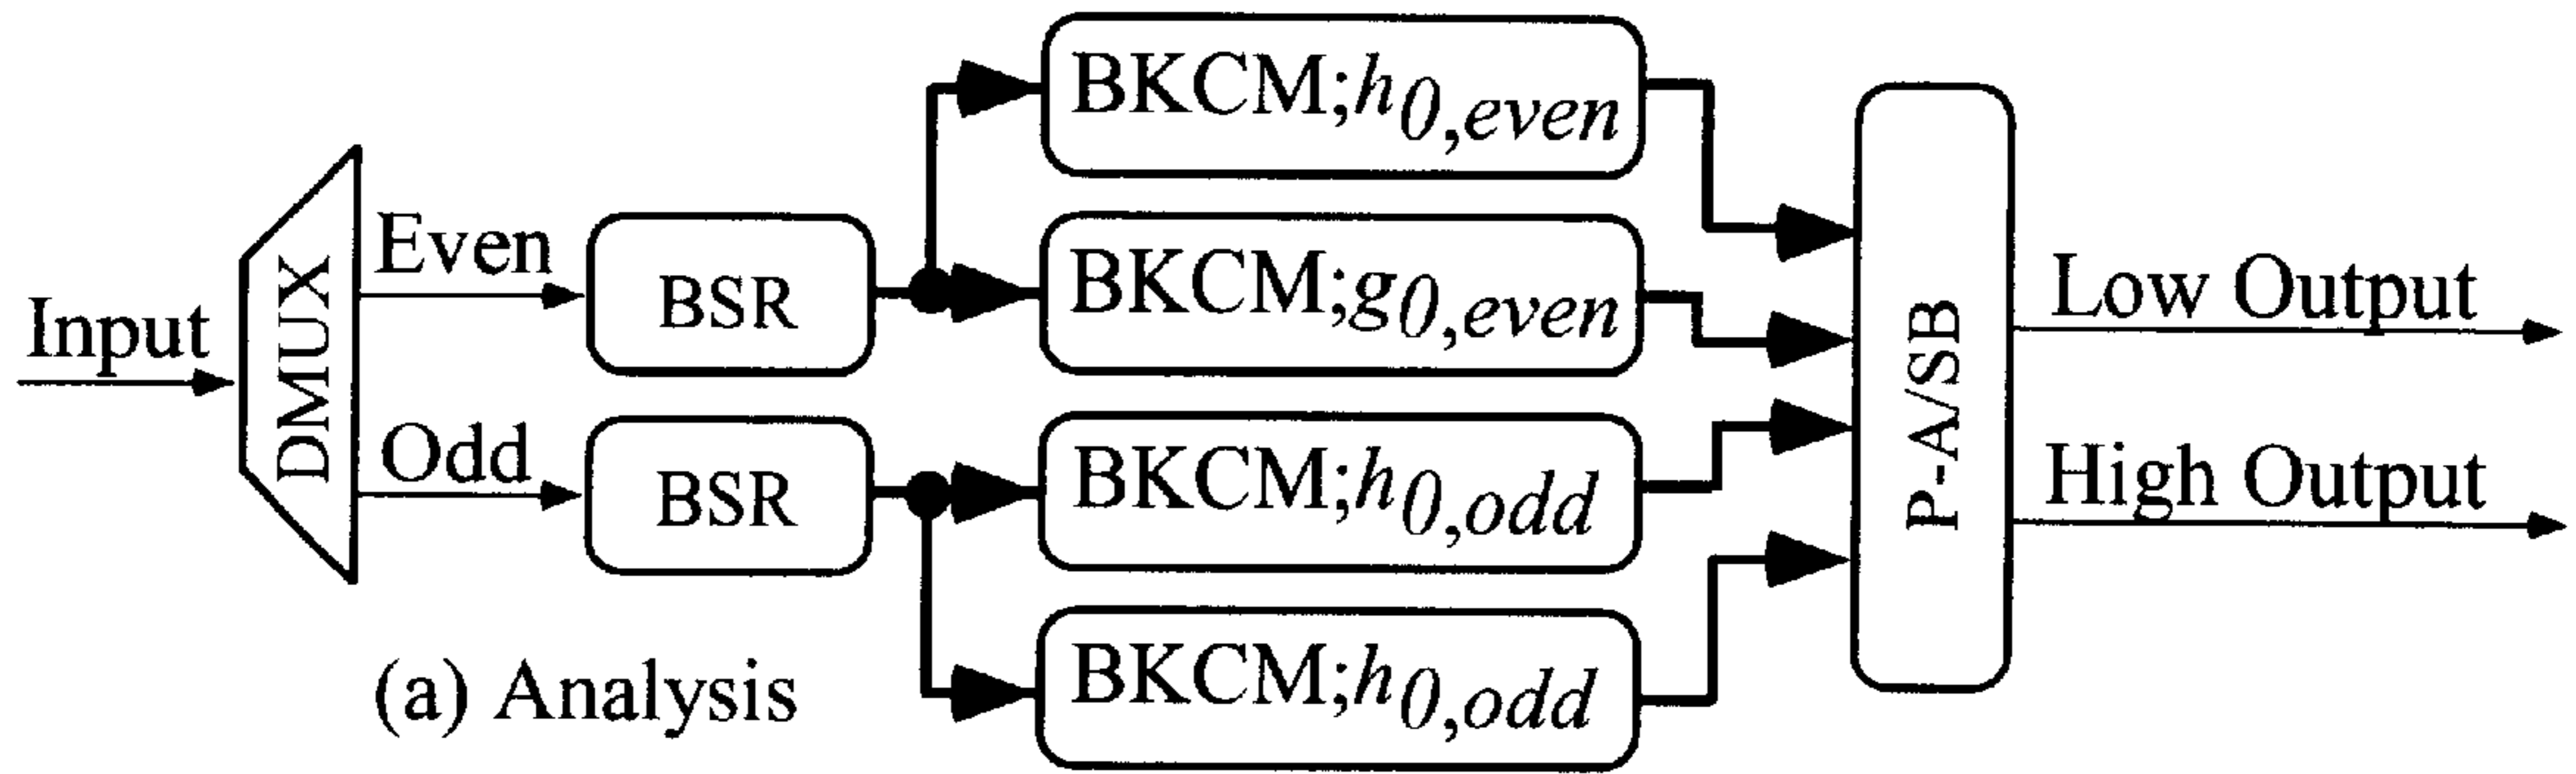 Input
DMUX
Even
Odd
BSR
BSR
BKCM;h0,even
BKCM;g0,even
BKCM;h0,odd
BKCM;h0,odd
P-A/SB
Low Output
High Output
(a) Analysis